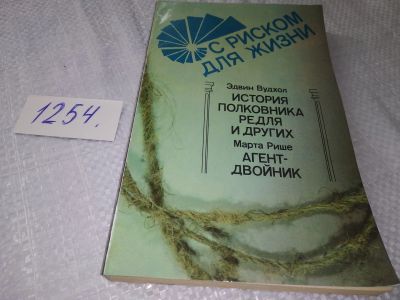 1254.
С РИСКОМ
ДЛЯ ЖИЗНИ
Эдвин Вудхол
ИСТОРИЯ
ПОЛКОВНИКА
РЕДЛЯ
И ДРУГИХ
Марта Рише
АГЕНТ-
ДВОЙНИК